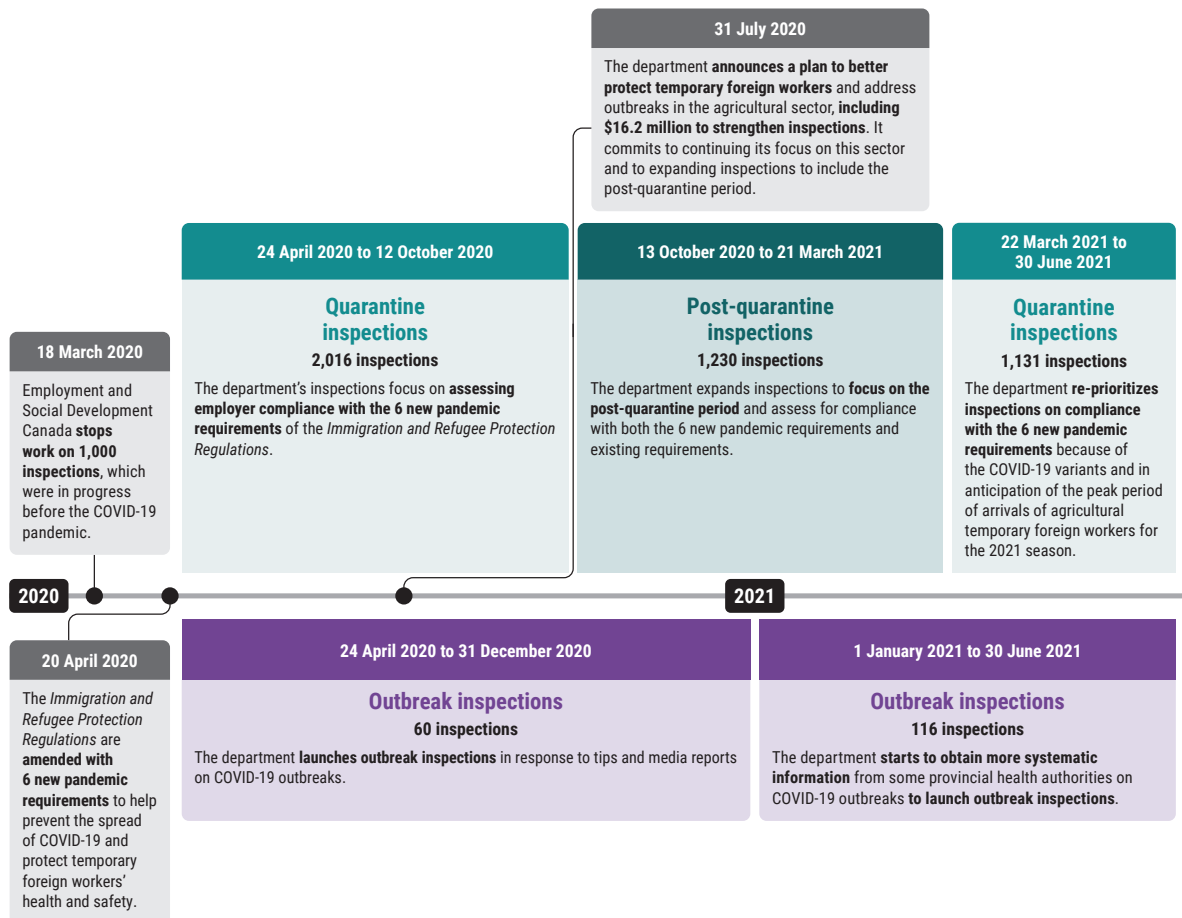 31 July 2020
The department announces a plan to better
protect temporary foreign workers and address
outbreaks in the agricultural sector, including
$16.2 million to strengthen inspections. It
commits to continuing its focus on this sector
and to expanding inspections to include the
post-quarantine period.
24 April 2020 to 12 October 2020
Quarantine
inspections
2,016 inspections
The department's inspections focus on assessing
employer compliance with the 6 new pandemic
requirements of the Immigration and Refugee Protection
Regulations.
13 October 2020 to 21 March 2021
Post-quarantine
inspections
1,230 inspections
The department expands inspections to focus on the
post-quarantine period and assess for compliance
with both the 6 new pandemic requirements and
existing requirements.
22 March 2021 to
30 June 2021
Quarantine
inspections
1,131 inspections
The department re-prioritizes
inspections on compliance
with the 6 new pandemic
requirements because of
the COVID-19 variants and in
anticipation of the peak period
of arrivals of agricultural
temporary foreign workers for
the 2021 season.
18 March 2020
Employment and
Social Development
Canada stops
work on 1,000
inspections, which
were in progress
before the COVID-19
pandemic.
2020
2021
20 April 2020
The Immigration and
Refugee Protection
Regulations are
amended with
6 new pandemic
requirements to help
prevent the spread
of COVID-19 and
protect temporary
foreign workers'
health and safety.
24 April 2020 to 31 December 2020
Outbreak inspections
60 inspections
The department launches outbreak inspections in response to tips and media reports
on COVID-19 outbreaks.
1 January 2021 to 30 June 2021
Outbreak inspections
116 inspections
The department starts to obtain more systematic
information from some provincial health authorities on
COVID-19 outbreaks to launch outbreak inspections.